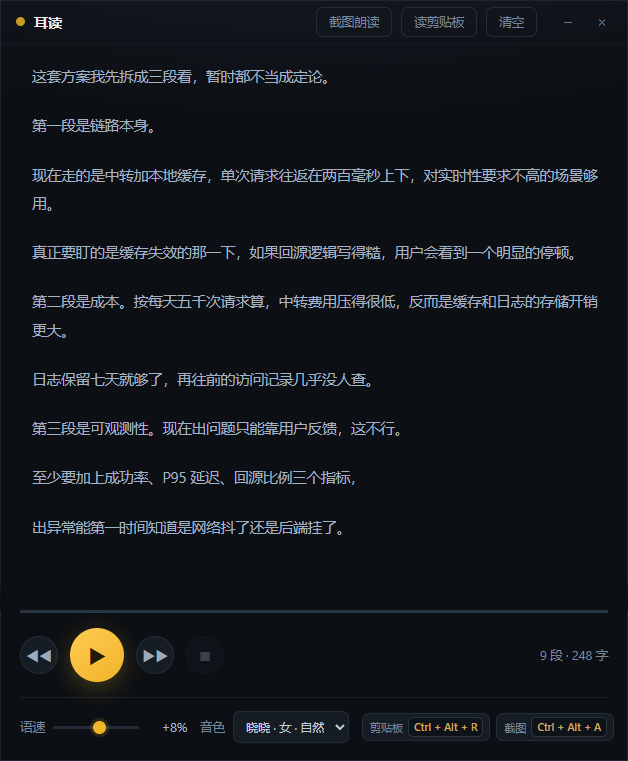 耳读
截图朗读 读剪贴板 清空
这套方案我先拆成三段看，暂时都不当成定论。
第一段是链路本身。
现在走的是中转加本地缓存，单次请求往返在两百毫秒上下，对实时性要求不高的场景够
用。
真正要盯的是缓存失效的那一下，如果回源逻辑写得糙，用户会看到一个明显的停顿。
第二段是成本。按每天五千次请求算，中转费用压得很低，反而是缓存和日志的存储开销
更大。
日志保留七天就够了，再往前的访问记录几乎没人查。
第三段是可观测性。现在出问题只能靠用户反馈，这不行。
至少要加上成功率、P95 延迟、回源比例三个指标，
出异常能第一时间知道是网络抖了还是后端挂了。
9 段 · 248 字
语速 +8% 音色 晓晓 · 女 · 自然 剪贴板 Ctrl + Alt + R 截图 Ctrl + Alt + A